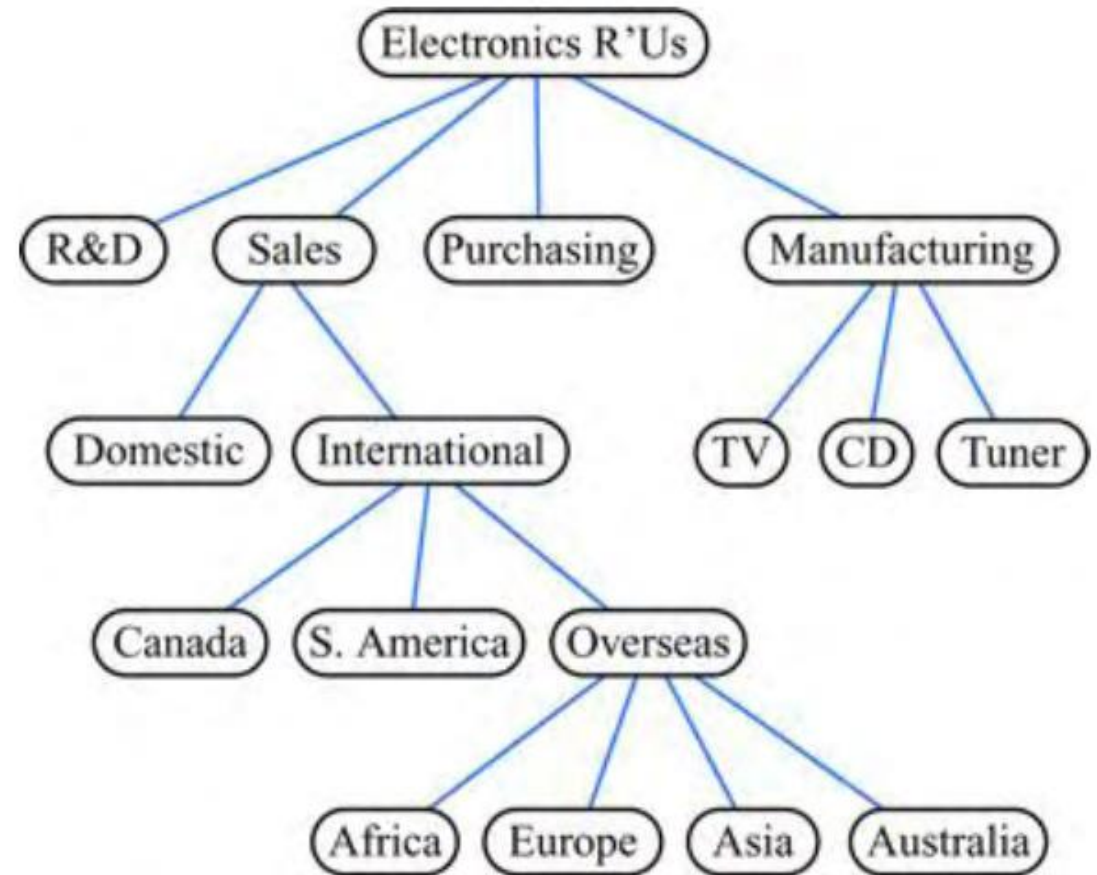 Electronics R'Us
R&D Sales Purchasing Manufacturing
Domestic International TV CD Tuner
Canada S. America Overseas
Africa Europe Asia Australia